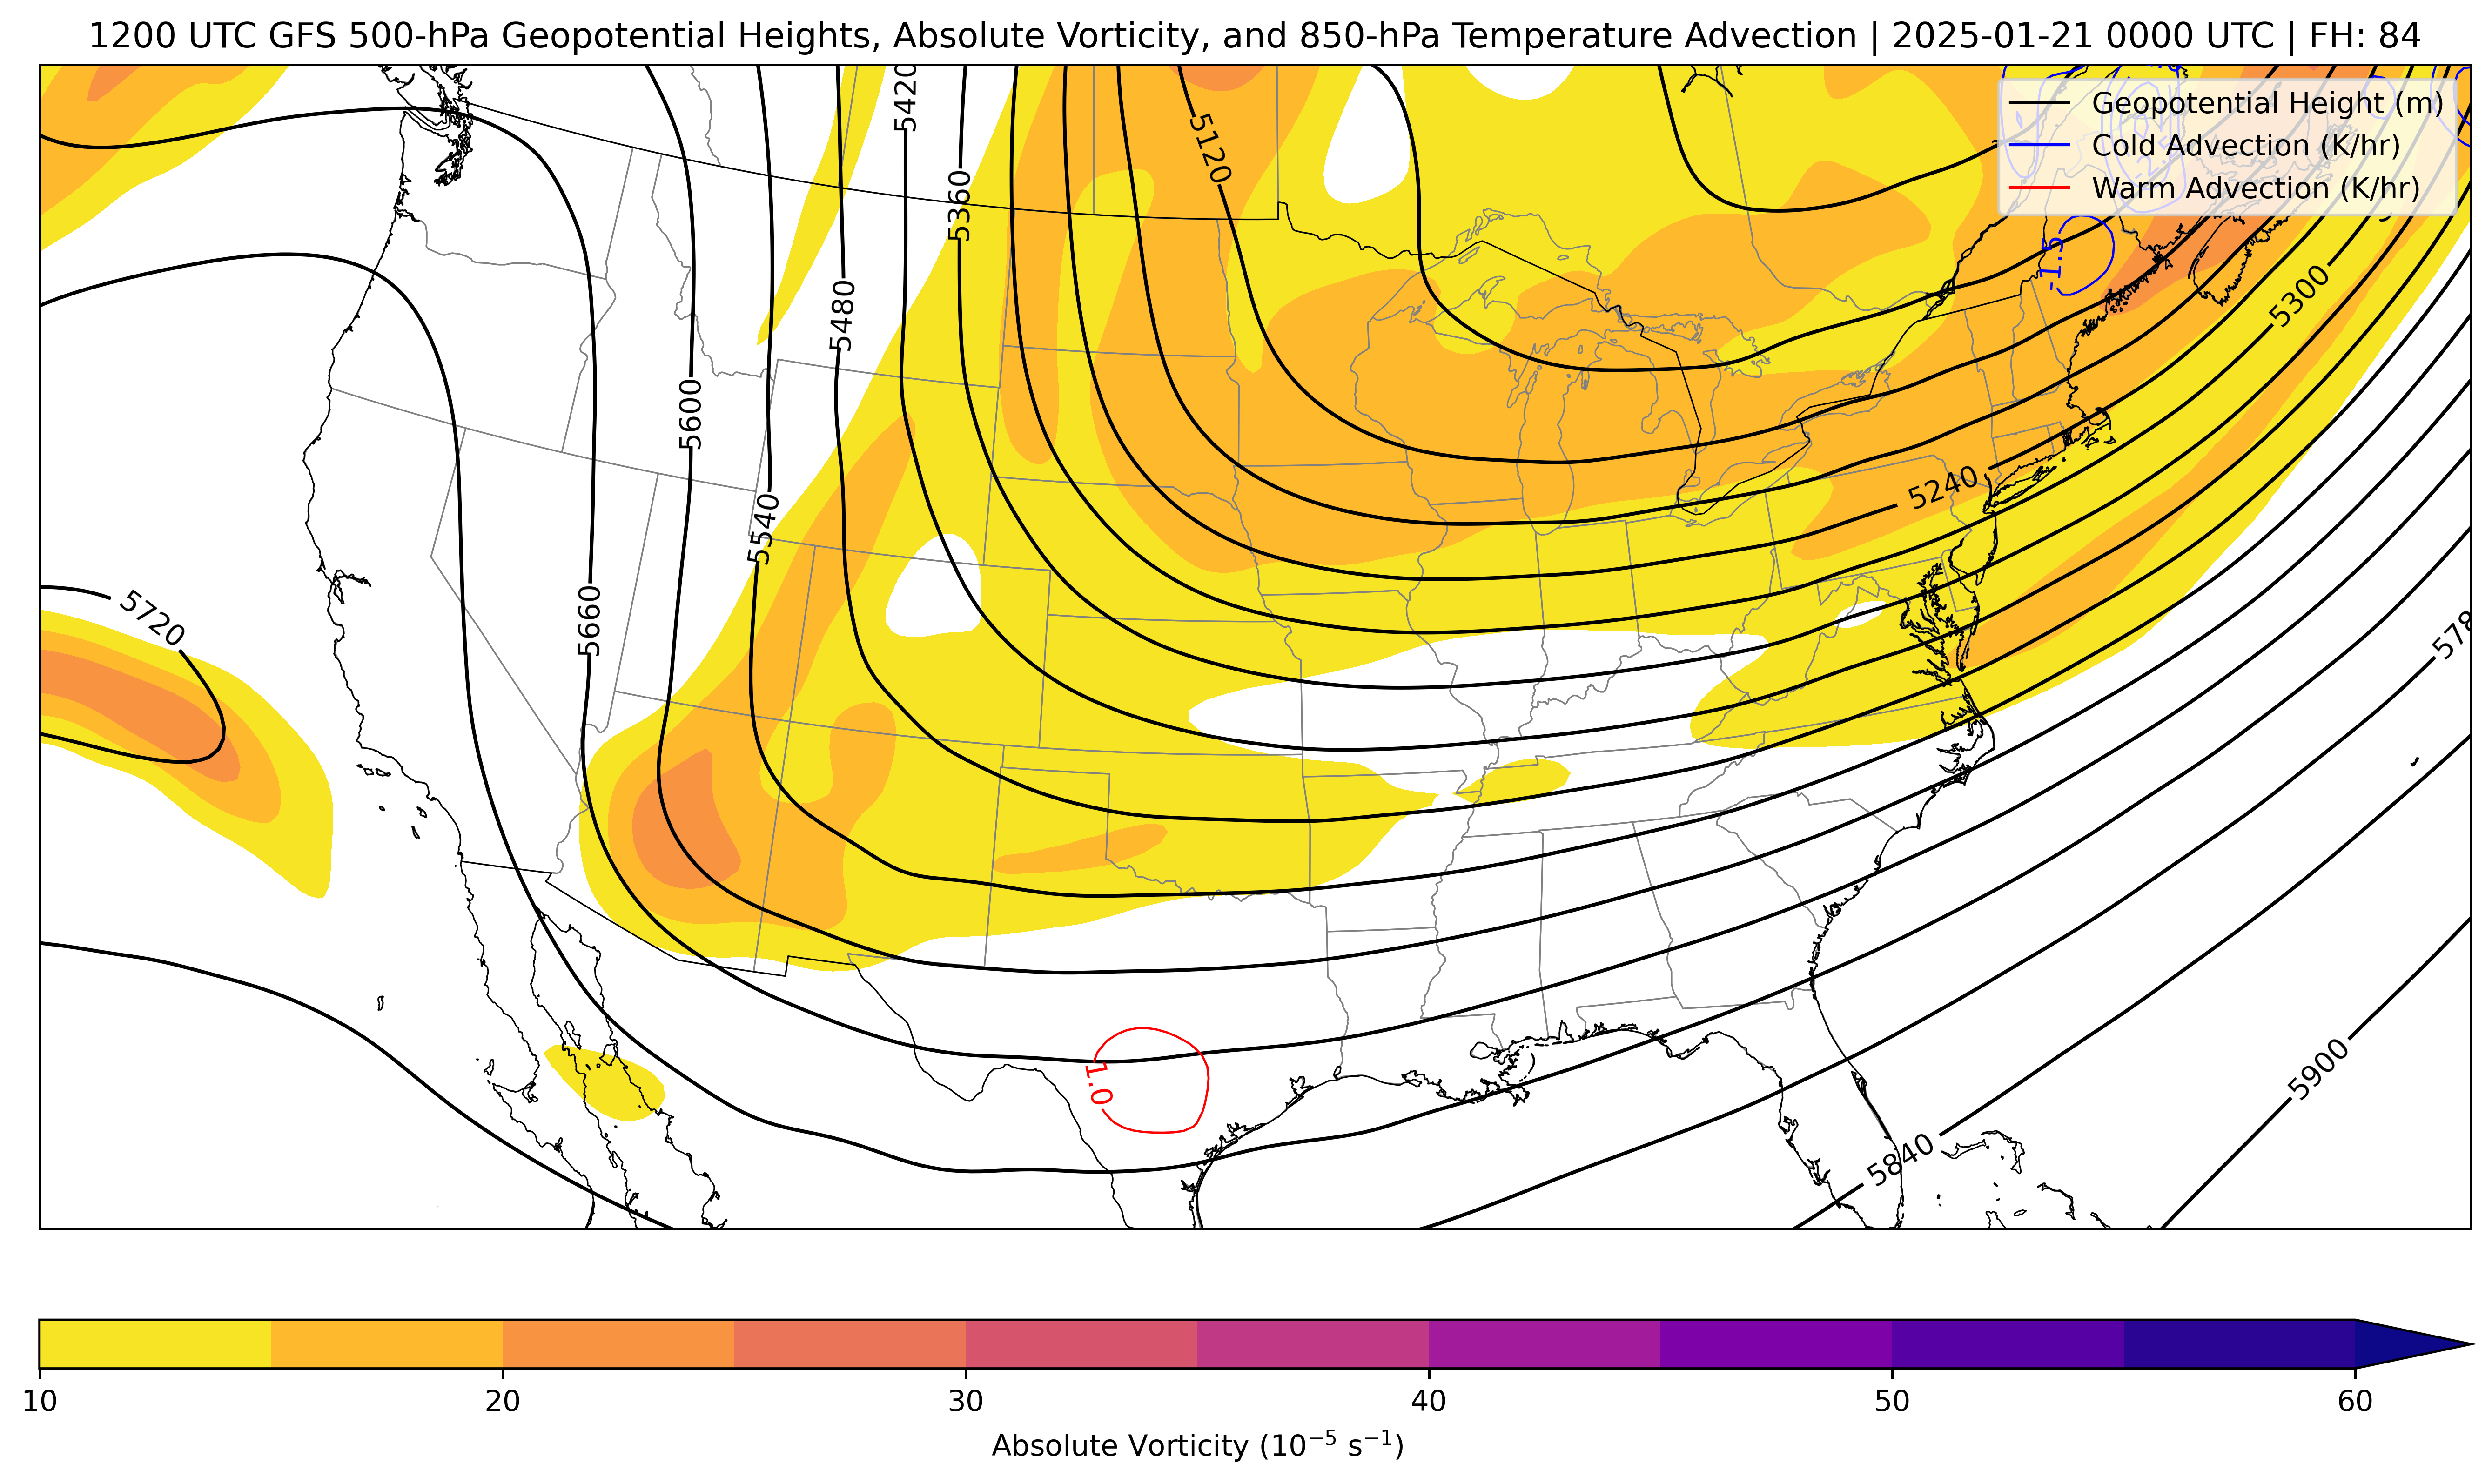 1200 UTC GFS 500-hPa Geopotential Heights, Absolute Vorticity, and 850-hPa Temperature Advection | 2025-01-21 0000 UTC | FH: 84
Geopotential Height (m)
Cold Advection (K/hr)
Warm Advection (K/hr)
5420
5120
5360
-1.5
5300
5480
5600
5240
5540
5720
5660
578
1.0
5900
5840
10 20 30 40 50 60
Absolute Vorticity (10⁻⁵ s⁻¹)